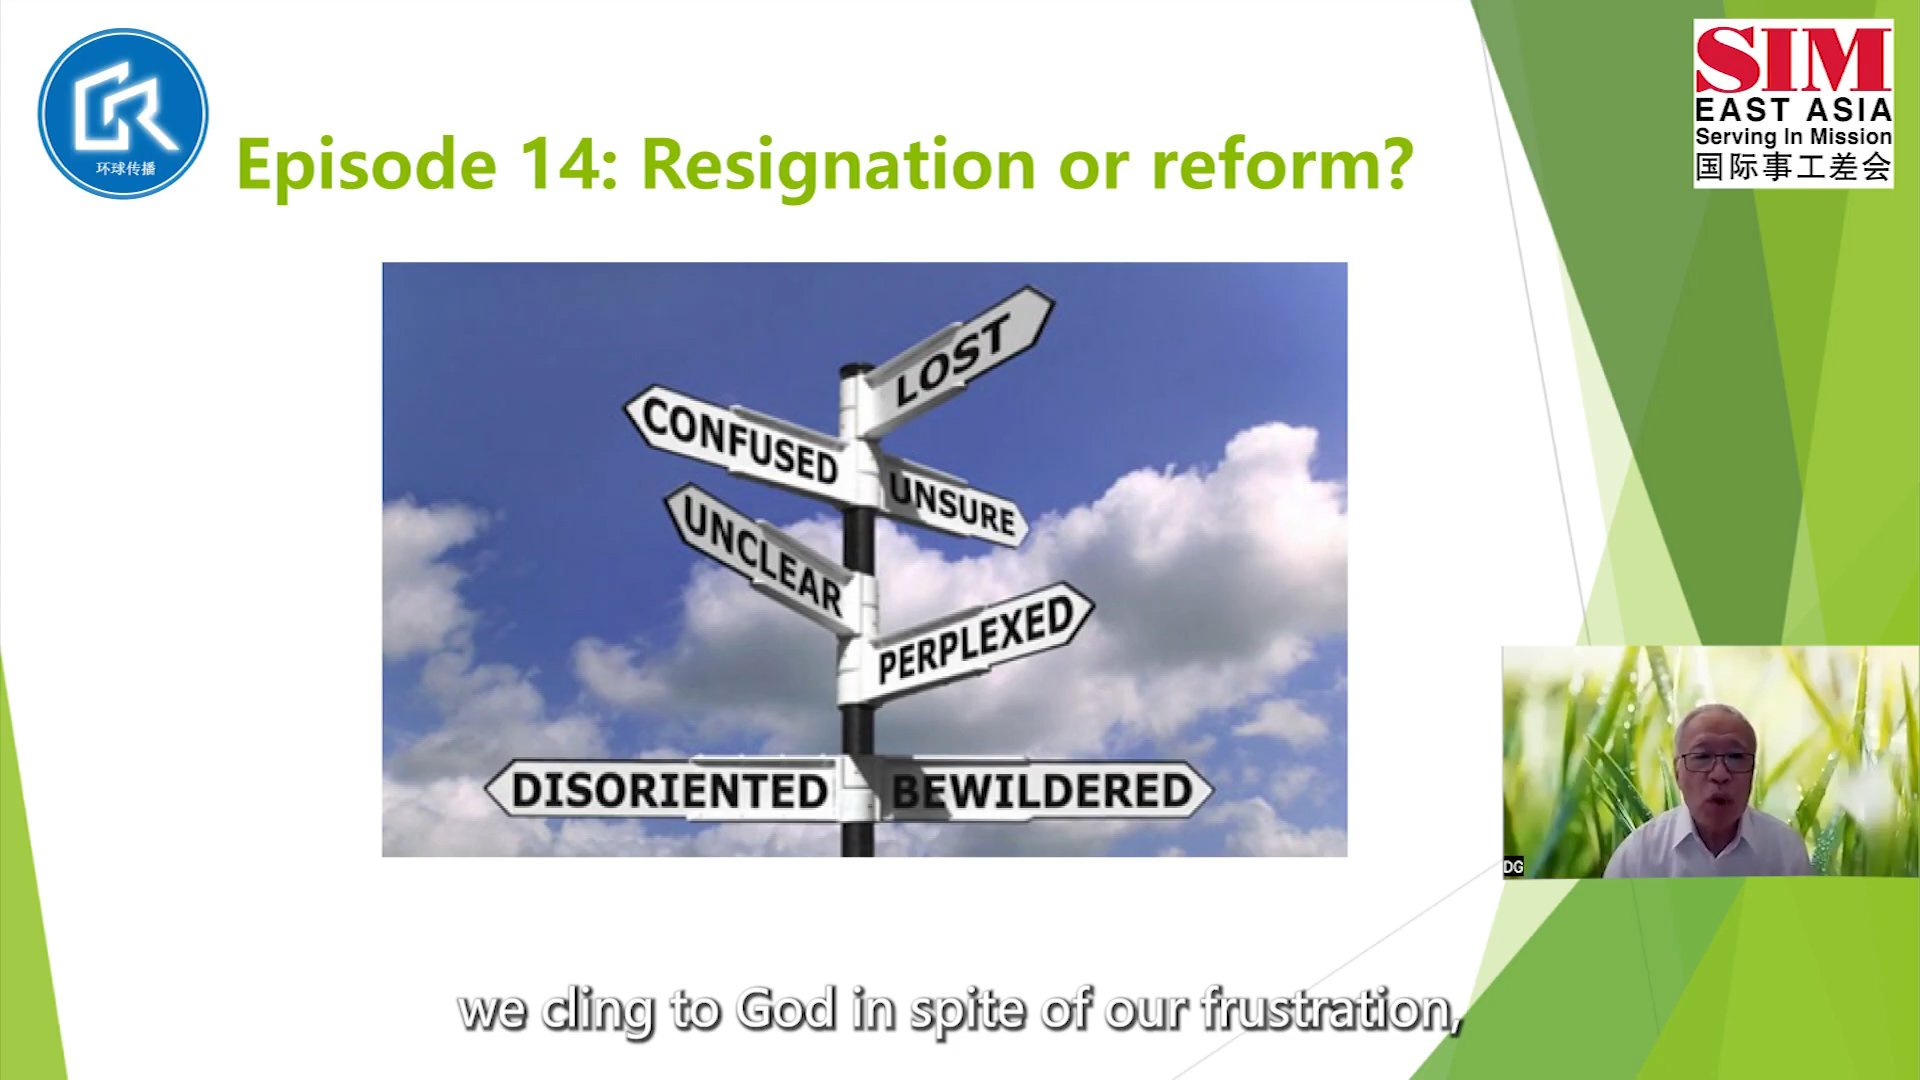 环球传播
SIM
EAST ASIA
Serving In Mission
国际事工差会
Episode 14: Resignation or reform?
LOST
CONFUSED
UNSURE
UNCLEAR
PERPLEXED
DISORIENTED
BEWILDERED
DG
we cling to God in spite of our frustration,